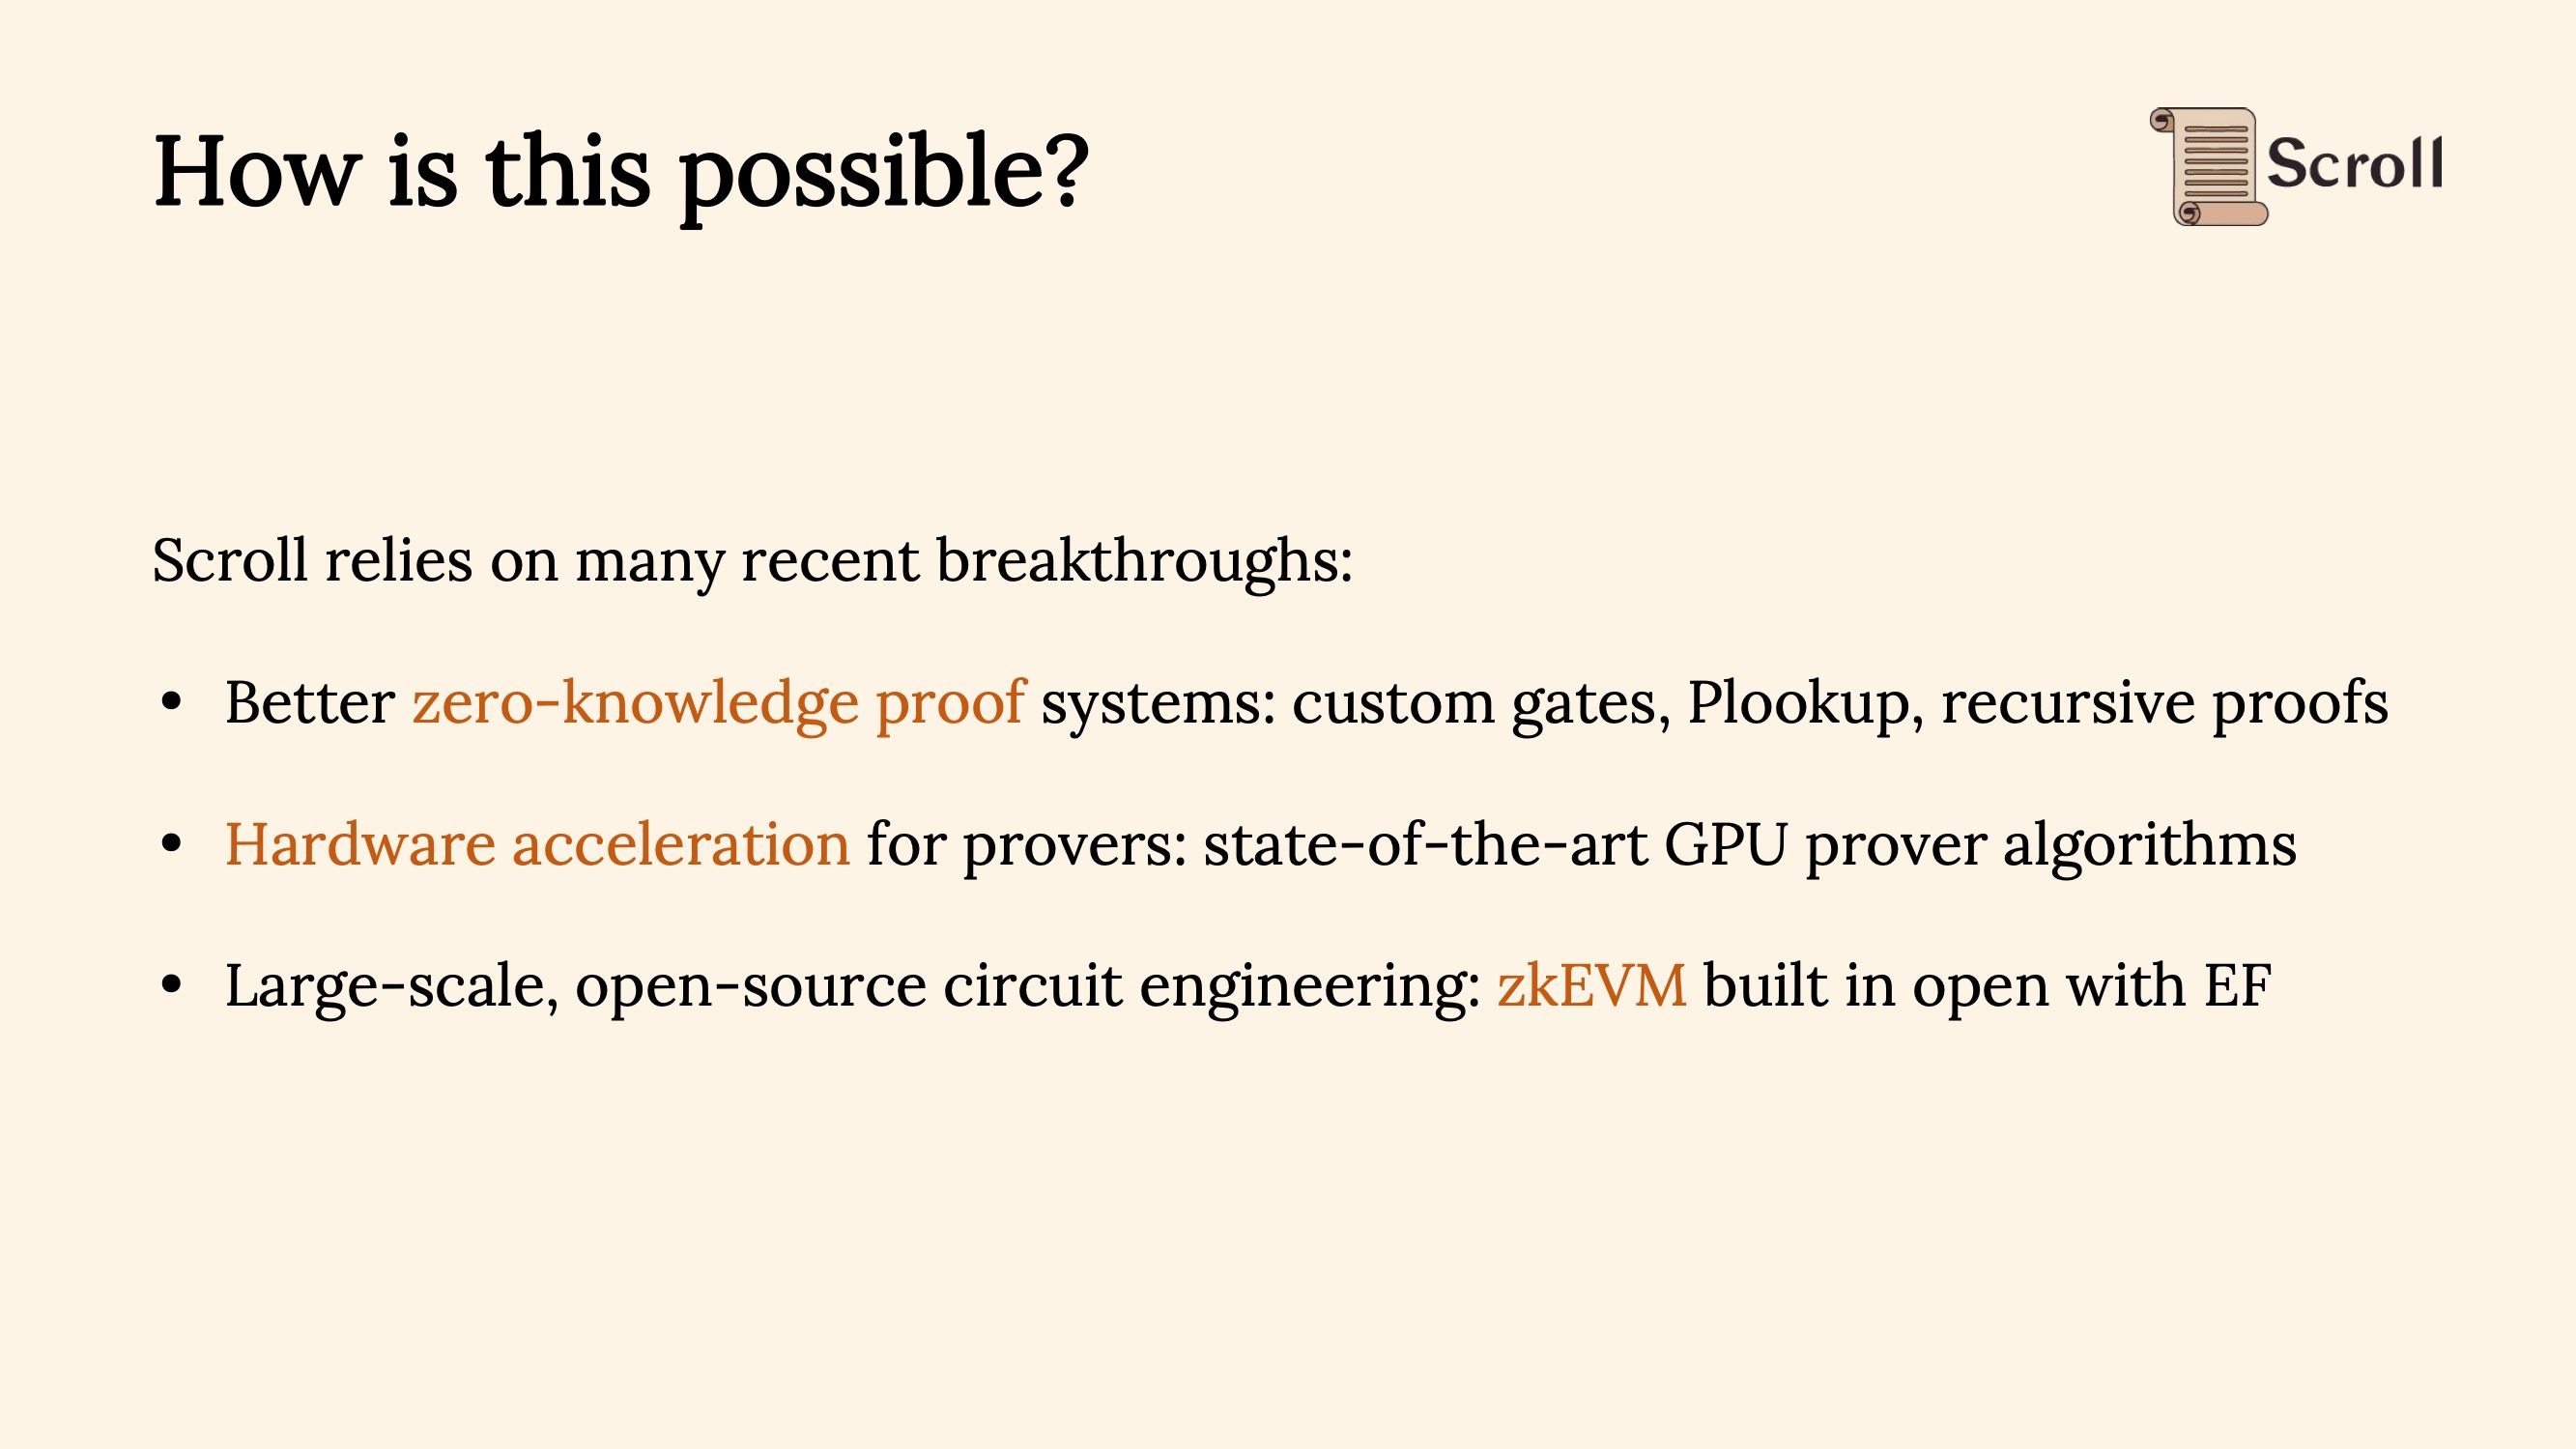 How is this possible?
Scroll
Scroll relies on many recent breakthroughs:
• Better zero-knowledge proof systems: custom gates, Plookup, recursive proofs
• Hardware acceleration for provers: state-of-the-art GPU prover algorithms
• Large-scale, open-source circuit engineering: zkEVM built in open with EF